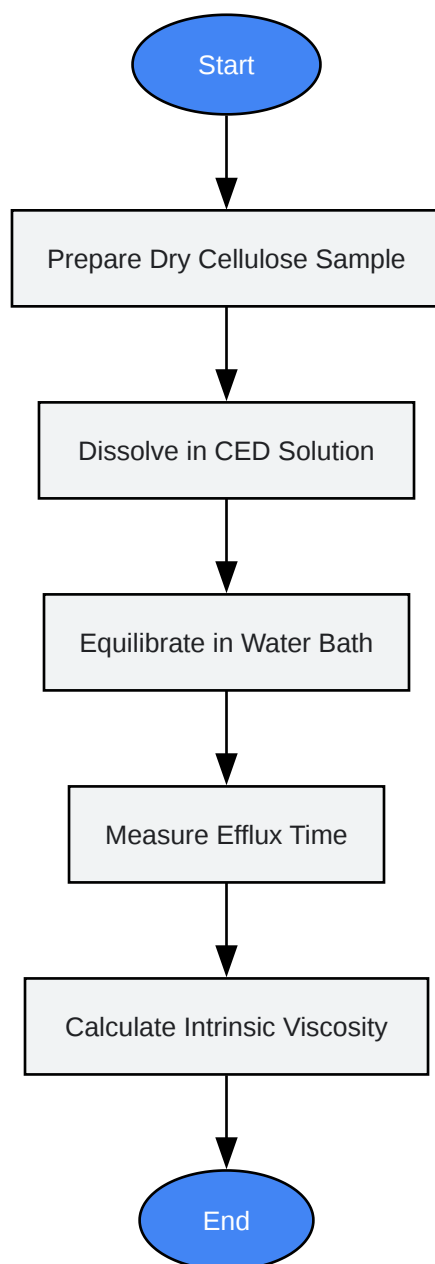 Start
Prepare Dry Cellulose Sample
Dissolve in CED Solution
Equilibrate in Water Bath
Measure Efflux Time
Calculate Intrinsic Viscosity
End